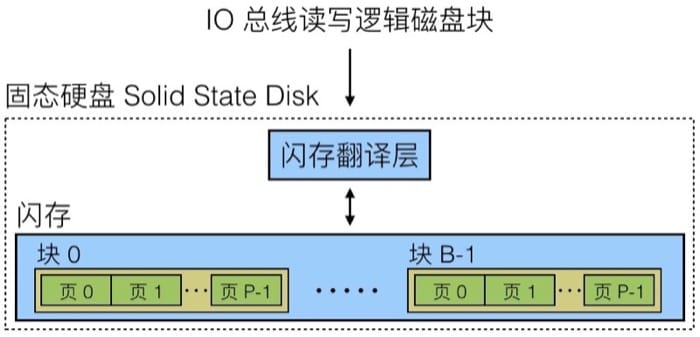 IO 总线读写逻辑磁盘块
固态硬盘 Solid State Disk
闪存翻译层
闪存
块 0 块 B-1
页 0 页 1 ··· 页 P-1 ····· 页 0 页 1 ··· 页 P-1